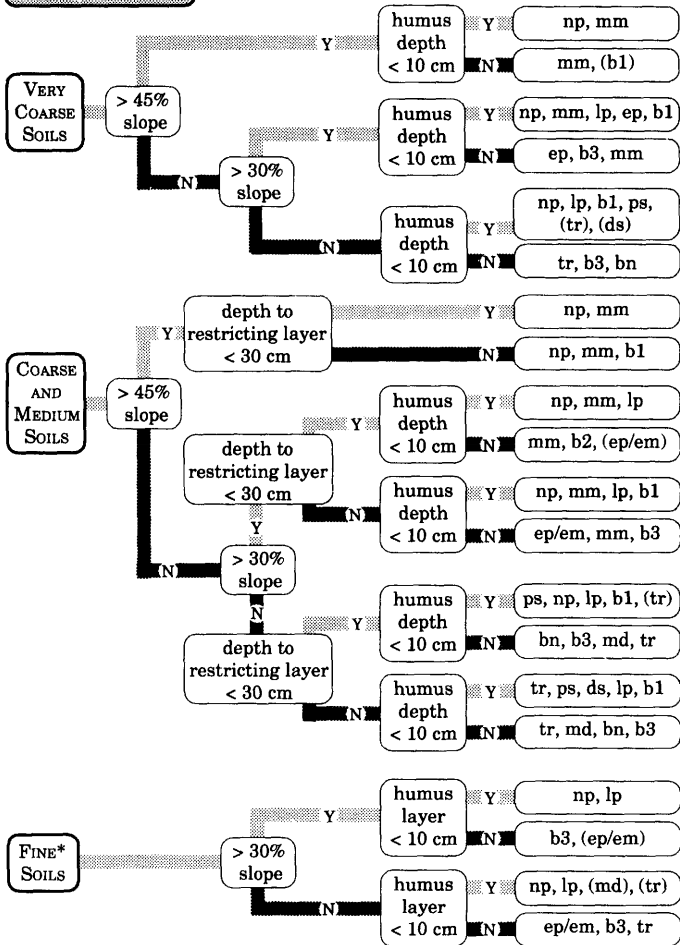 humus
depth
< 10 cm
Y
np, mm
N
mm, (b1)
Y
VERY
COARSE
SOILS
> 45%
slope
N
> 30%
slope
Y
humus
depth
< 10 cm
Y
np, mm, lp, ep, b1
N
ep, b3, mm
N
humus
depth
< 10 cm
Y
np, lp, b1, ps,
(tr), (ds)
N
tr, b3, bn
COARSE
AND
MEDIUM
SOILS
> 45%
slope
Y
depth to
restricting layer
< 30 cm
Y
np, mm
N
np, mm, b1
N
> 30%
slope
Y
depth to
restricting layer
< 30 cm
Y
humus
depth
< 10 cm
Y
np, mm, lp
N
mm, b2, (ep/em)
N
humus
depth
< 10 cm
Y
np, mm, lp, b1
N
ep/em, mm, b3
N
depth to
restricting layer
< 30 cm
Y
humus
depth
< 10 cm
Y
ps, np, lp, b1, (tr)
N
bn, b3, md, tr
N
humus
depth
< 10 cm
Y
tr, ps, ds, lp, b1
N
tr, md, bn, b3
FINE*
SOILS
> 30%
slope
Y
humus
layer
< 10 cm
Y
np, lp
N
b3, (ep/em)
N
humus
layer
< 10 cm
Y
np, lp, (md), (tr)
N
ep/em, b3, tr